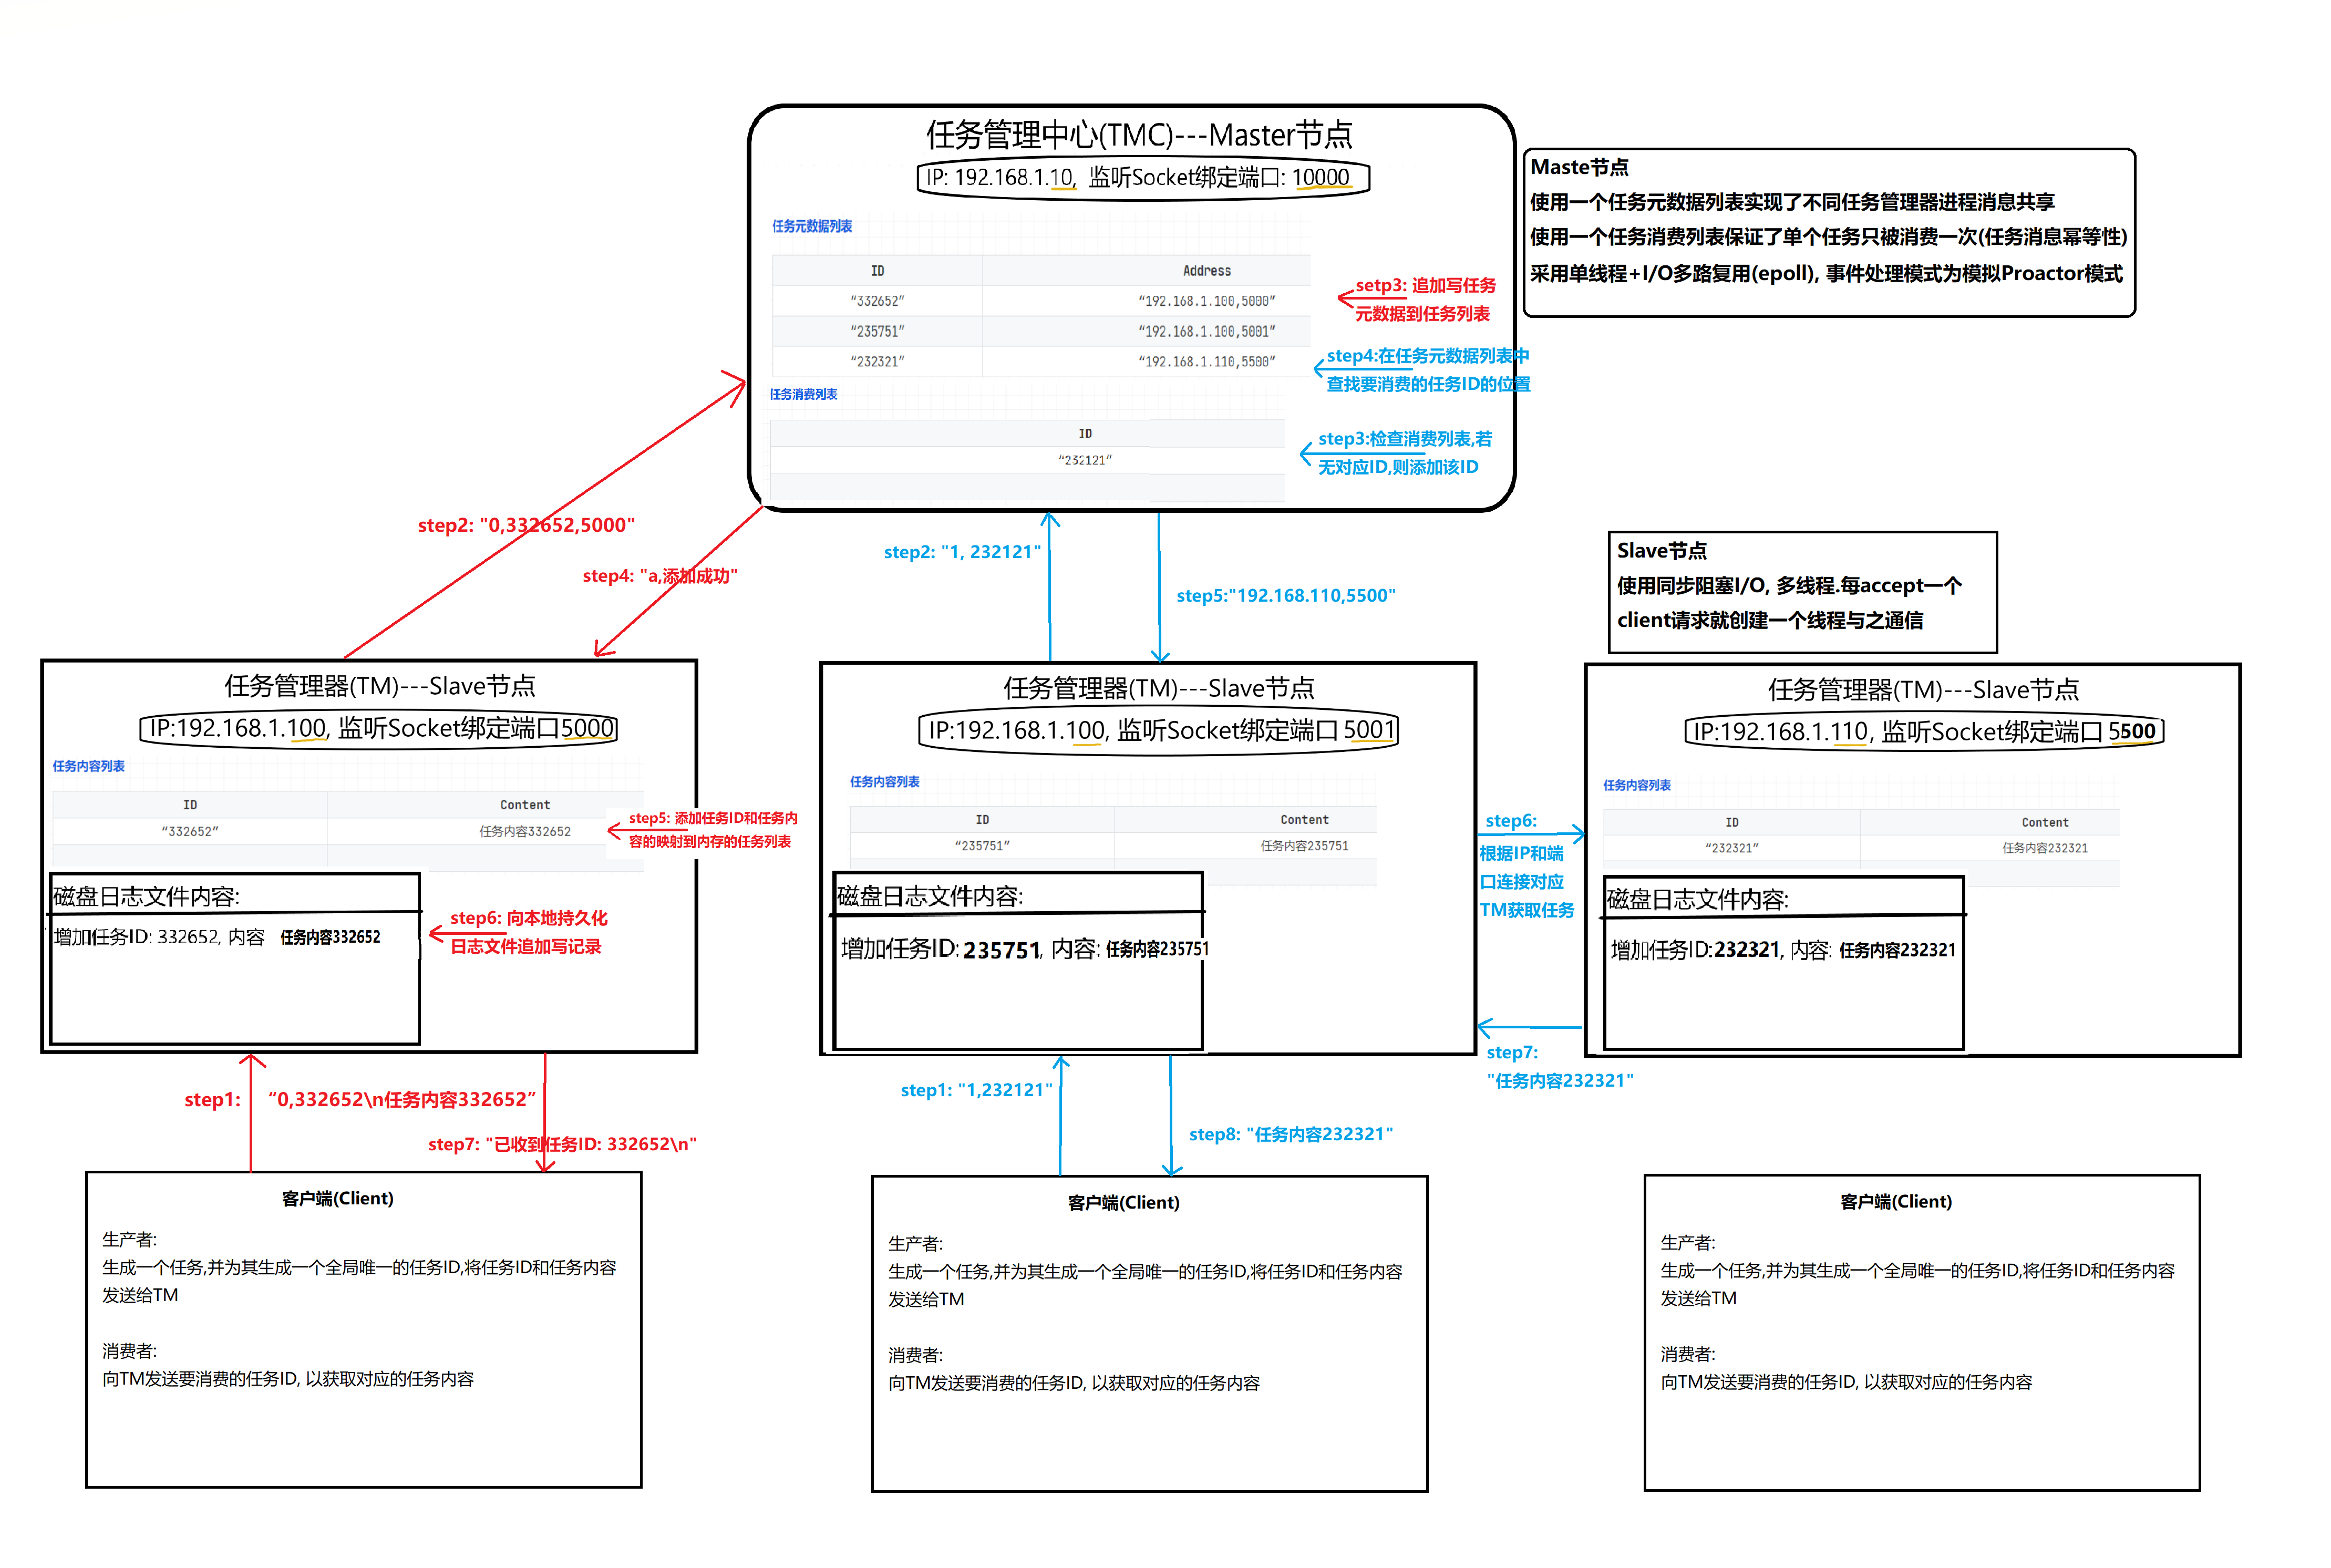 任务管理中心(TMC)---Master节点
IP: 192.168.1.10, 监听Socket绑定端口: 10000
任务元数据列表
ID Address
“332652” “192.168.1.100,5000”
“235751” “192.168.1.100,5001”
“232321” “192.168.1.110,5500”
setp3: 追加写任务
元数据到任务列表
step4:在任务元数据列表中
查找要消费的任务ID的位置
任务消费列表
ID
“232121”
step3:检查消费列表,若
无对应ID,则添加该ID
Maste节点
使用一个任务元数据列表实现了不同任务管理器进程消息共享
使用一个任务消费列表保证了单个任务只被消费一次(任务消息幂等性)
采用单线程+I/O多路复用(epoll), 事件处理模式为模拟Proactor模式
step2: "0,332652,5000"
step4: "a,添加成功"
step2: "1, 232121"
step5:"192.168.110,5500"
Slave节点
使用同步阻塞I/O, 多线程.每accept一个
client请求就创建一个线程与之通信
任务管理器(TM)---Slave节点
IP:192.168.1.100, 监听Socket绑定端口5000
任务内容列表
ID Content
“332652” 任务内容332652
step5: 添加任务ID和任务内
容的映射到内存的任务列表
磁盘日志文件内容:
增加任务ID: 332652, 内容 任务内容332652
step6: 向本地持久化
日志文件追加写记录
任务管理器(TM)---Slave节点
IP:192.168.1.100, 监听Socket绑定端口 5001
任务内容列表
ID Content
“235751” 任务内容235751
磁盘日志文件内容:
增加任务ID: 235751, 内容: 任务内容235751
step6:
根据IP和端
口连接对应
TM获取任务
step7:
"任务内容232321"
任务管理器(TM)---Slave节点
IP:192.168.1.110, 监听Socket绑定端口 5500
任务内容列表
ID Content
“232321” 任务内容232321
磁盘日志文件内容:
增加任务ID:232321, 内容: 任务内容232321
step1: “0,332652\n任务内容332652”
step7: "已收到任务ID: 332652\n"
step1: "1,232121"
step8: "任务内容232321"
客户端(Client)
生产者:
生成一个任务,并为其生成一个全局唯一的任务ID,将任务ID和任务内容
发送给TM
消费者:
向TM发送要消费的任务ID, 以获取对应的任务内容
客户端(Client)
生产者:
生成一个任务,并为其生成一个全局唯一的任务ID,将任务ID和任务内容
发送给TM
消费者:
向TM发送要消费的任务ID, 以获取对应的任务内容
客户端(Client)
生产者:
生成一个任务,并为其生成一个全局唯一的任务ID,将任务ID和任务内容
发送给TM
消费者:
向TM发送要消费的任务ID, 以获取对应的任务内容